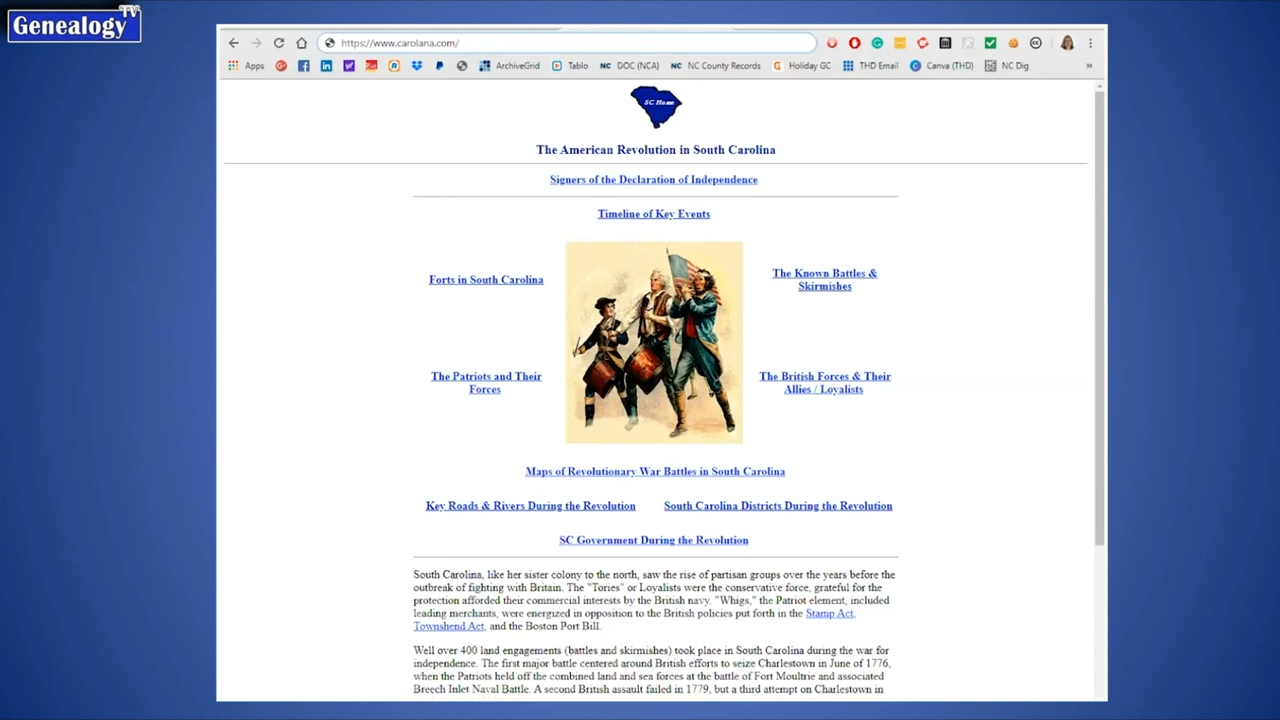 Genealogy TV
https://www.carolana.com/
Apps ArchiveGrid Tablo NC DOC (NCA) NC NC County Records Holiday GC THD Email Canva (THD) NC Dig »
SC Home
The American Revolution in South Carolina
Signers of the Declaration of Independence
Timeline of Key Events
Forts in South Carolina
The Known Battles &
Skirmishes
The Patriots and Their
Forces
The British Forces & Their
Allies / Loyalists
Maps of Revolutionary War Battles in South Carolina
Key Roads & Rivers During the Revolution South Carolina Districts During the Revolution
SC Government During the Revolution
South Carolina, like her sister colony to the north, saw the rise of partisan groups over the years before the
outbreak of fighting with Britain. The "Tories" or Loyalists were the conservative force, grateful for the
protection afforded their commercial interests by the British navy. "Whigs," the Patriot element, included
leading merchants, were energized in opposition to the British policies put forth in the Stamp Act,
Townshend Act, and the Boston Port Bill.
Well over 400 land engagements (battles and skirmishes) took place in South Carolina during the war for
independence. The first major battle centered around British efforts to seize Charlestown in June of 1776,
when the Patriots held off the combined land and sea forces at the battle of Fort Moultrie and associated
Breech Inlet Naval Battle. A second British assault failed in 1779, but a third attempt on Charlestown in